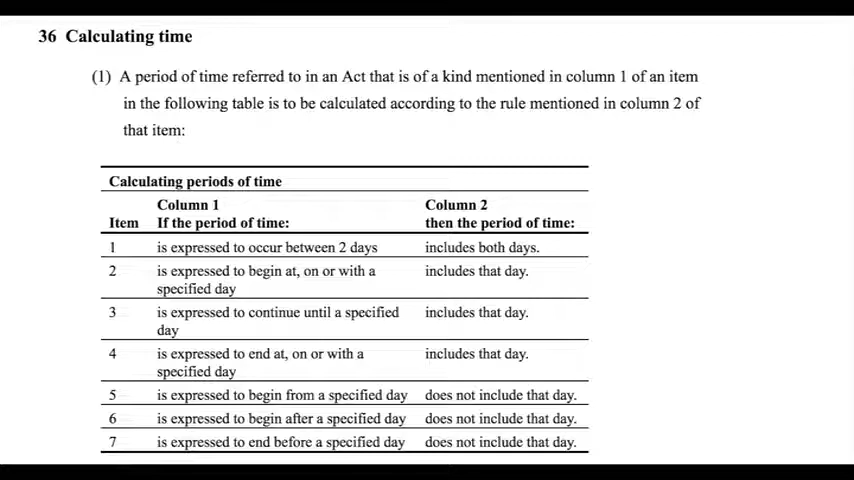 36 Calculating time
(1) A period of time referred to in an Act that is of a kind mentioned in column 1 of an item
in the following table is to be calculated according to the rule mentioned in column 2 of
that item:
Calculating periods of time
Column 1 Column 2
Item If the period of time: then the period of time:
1 is expressed to occur between 2 days includes both days.
2 is expressed to begin at, on or with a includes that day.
specified day
3 is expressed to continue until a specified includes that day.
day
4 is expressed to end at, on or with a includes that day.
specified day
5 is expressed to begin from a specified day does not include that day.
6 is expressed to begin after a specified day does not include that day.
7 is expressed to end before a specified day does not include that day.